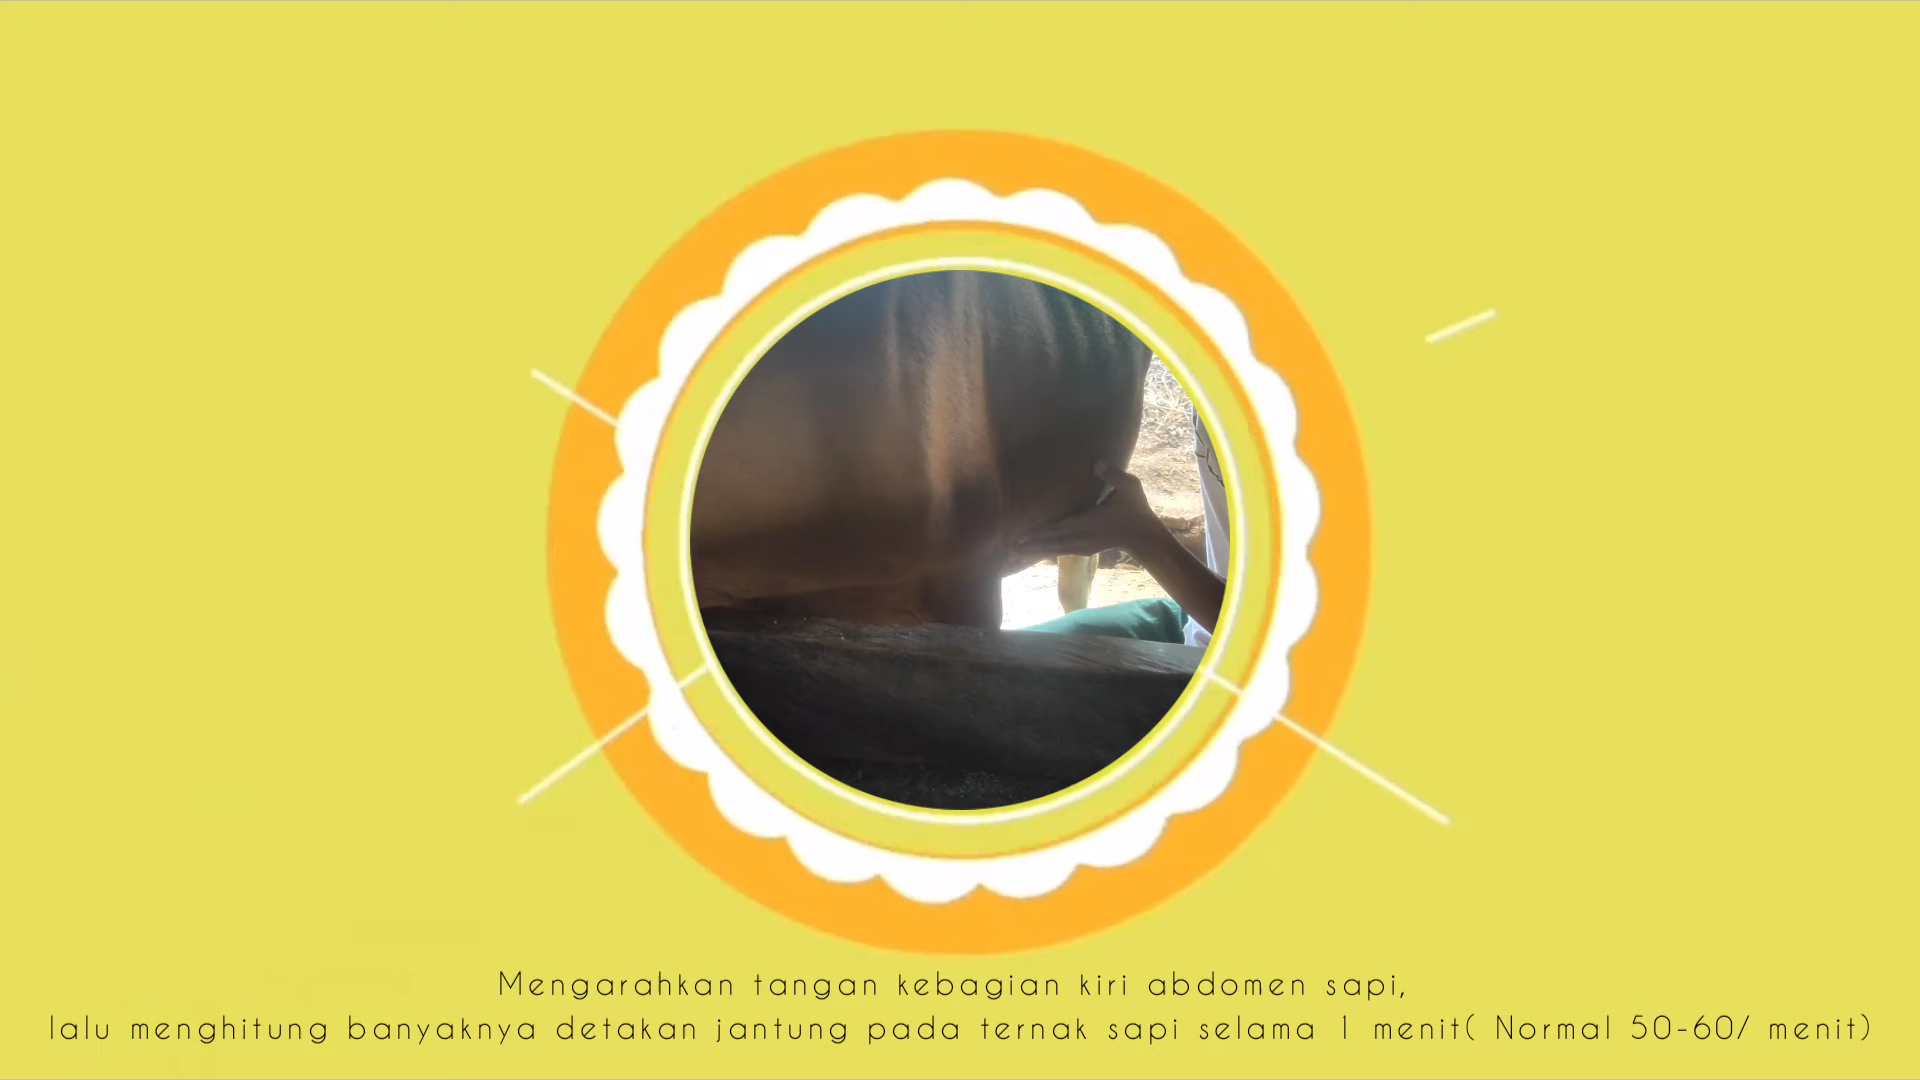 Mengarahkan tangan kebagian kiri abdomen sapi,
lalu menghitung banyaknya detakan jantung pada ternak sapi selama 1 menit( Normal 50-60/ menit)